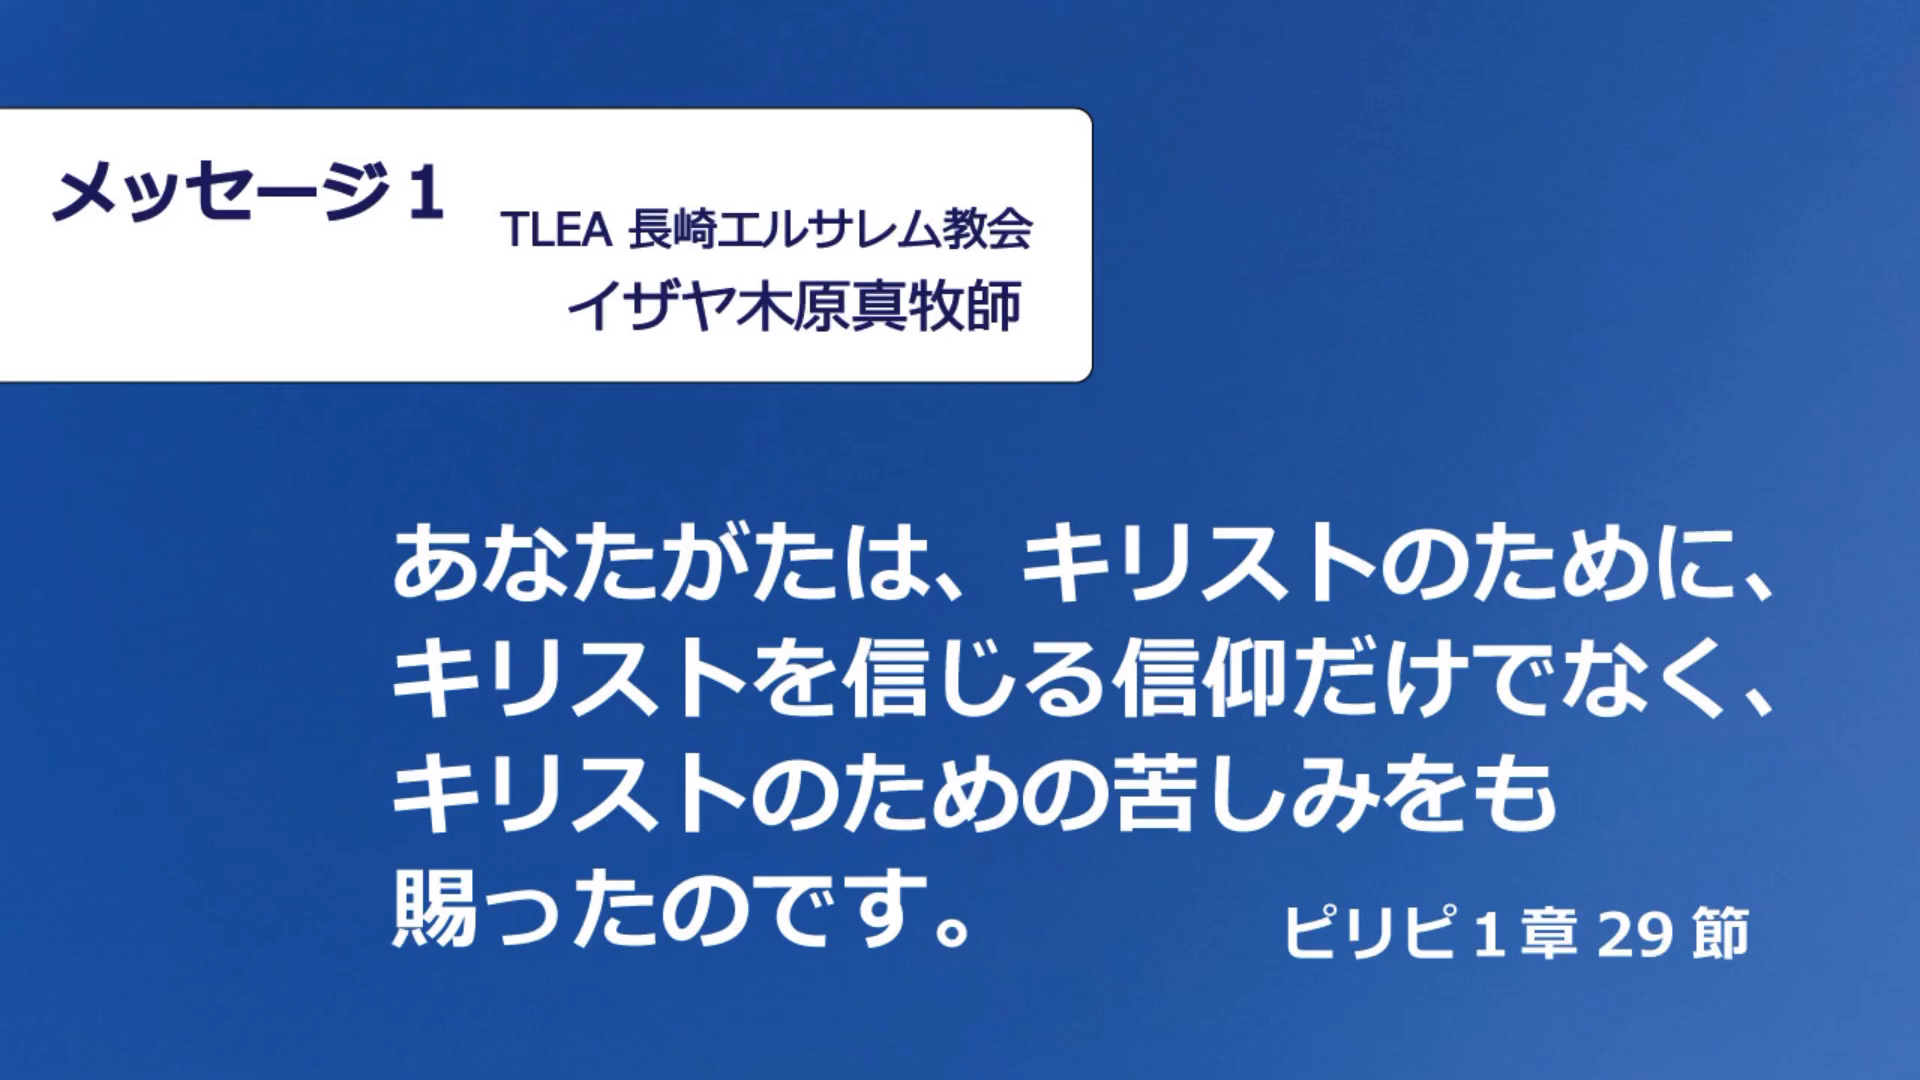 メッセージ1
TLEA 長崎エルサレム教会
イザヤ木原真牧師
あなたがたは、キリストのために、
キリストを信じる信仰だけでなく、
キリストのための苦しみをも
賜ったのです。
ピリピ1章29節